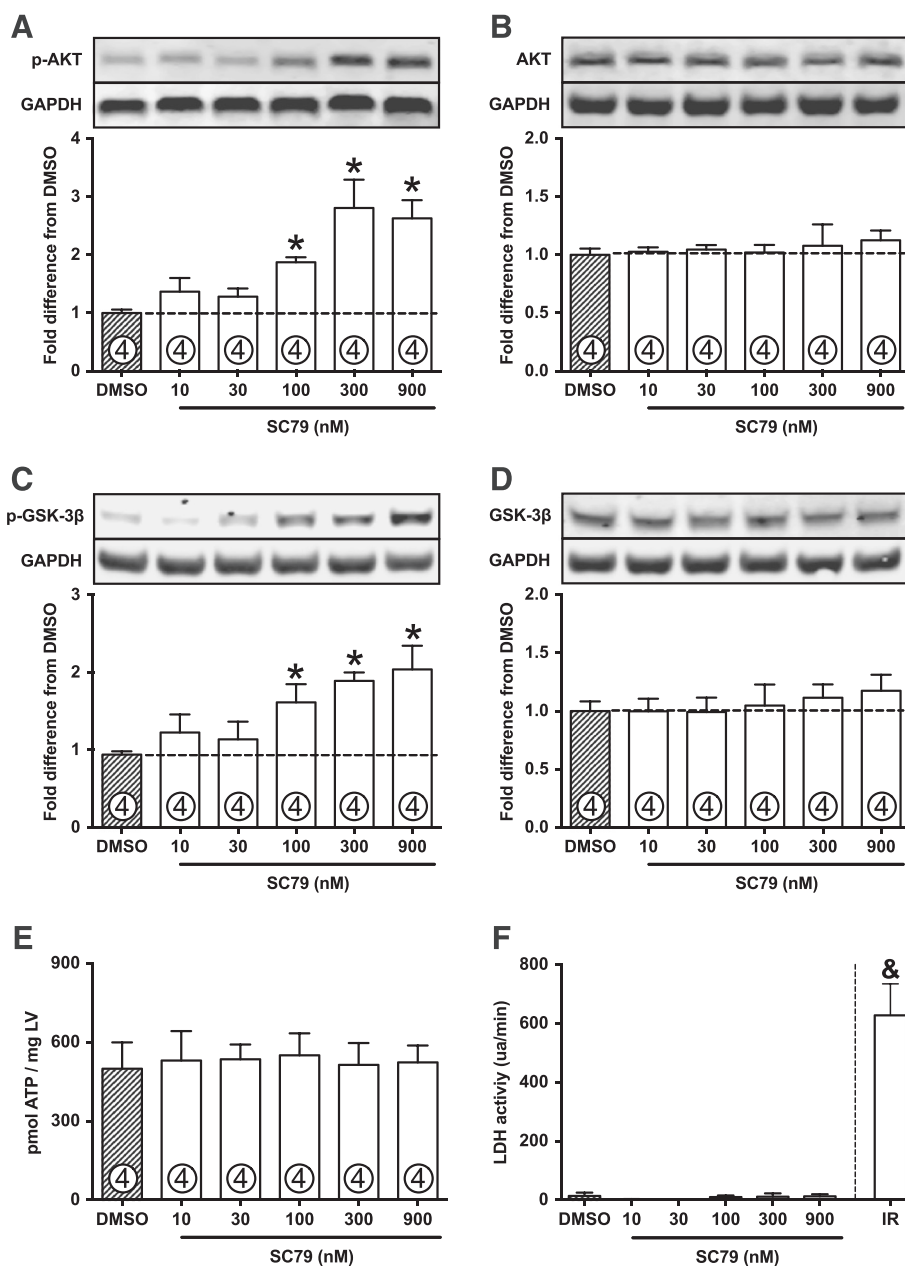 A
p-AKT
GAPDH
Fold difference from DMSO
4
3
2
1
0
* * *
④ ④ ④ ④ ④ ④
DMSO 10 30 100 300 900
SC79 (nM)
B
AKT
GAPDH
Fold difference from DMSO
2.0
1.5
1.0
0.5
0.0
④ ④ ④ ④ ④ ④
DMSO 10 30 100 300 900
SC79 (nM)
C
p-GSK-3β
GAPDH
Fold difference from DMSO
3
2
1
0
* * *
④ ④ ④ ④ ④ ④
DMSO 10 30 100 300 900
SC79 (nM)
D
GSK-3β
GAPDH
Fold difference from DMSO
2.0
1.5
1.0
0.5
0.0
④ ④ ④ ④ ④ ④
DMSO 10 30 100 300 900
SC79 (nM)
E
pmol ATP / mg LV
900
600
300
0
④ ④ ④ ④ ④ ④
DMSO 10 30 100 300 900
SC79 (nM)
F
LDH activiy (ua/min)
800
600
400
200
0
&
DMSO 10 30 100 300 900 IR
SC79 (nM)